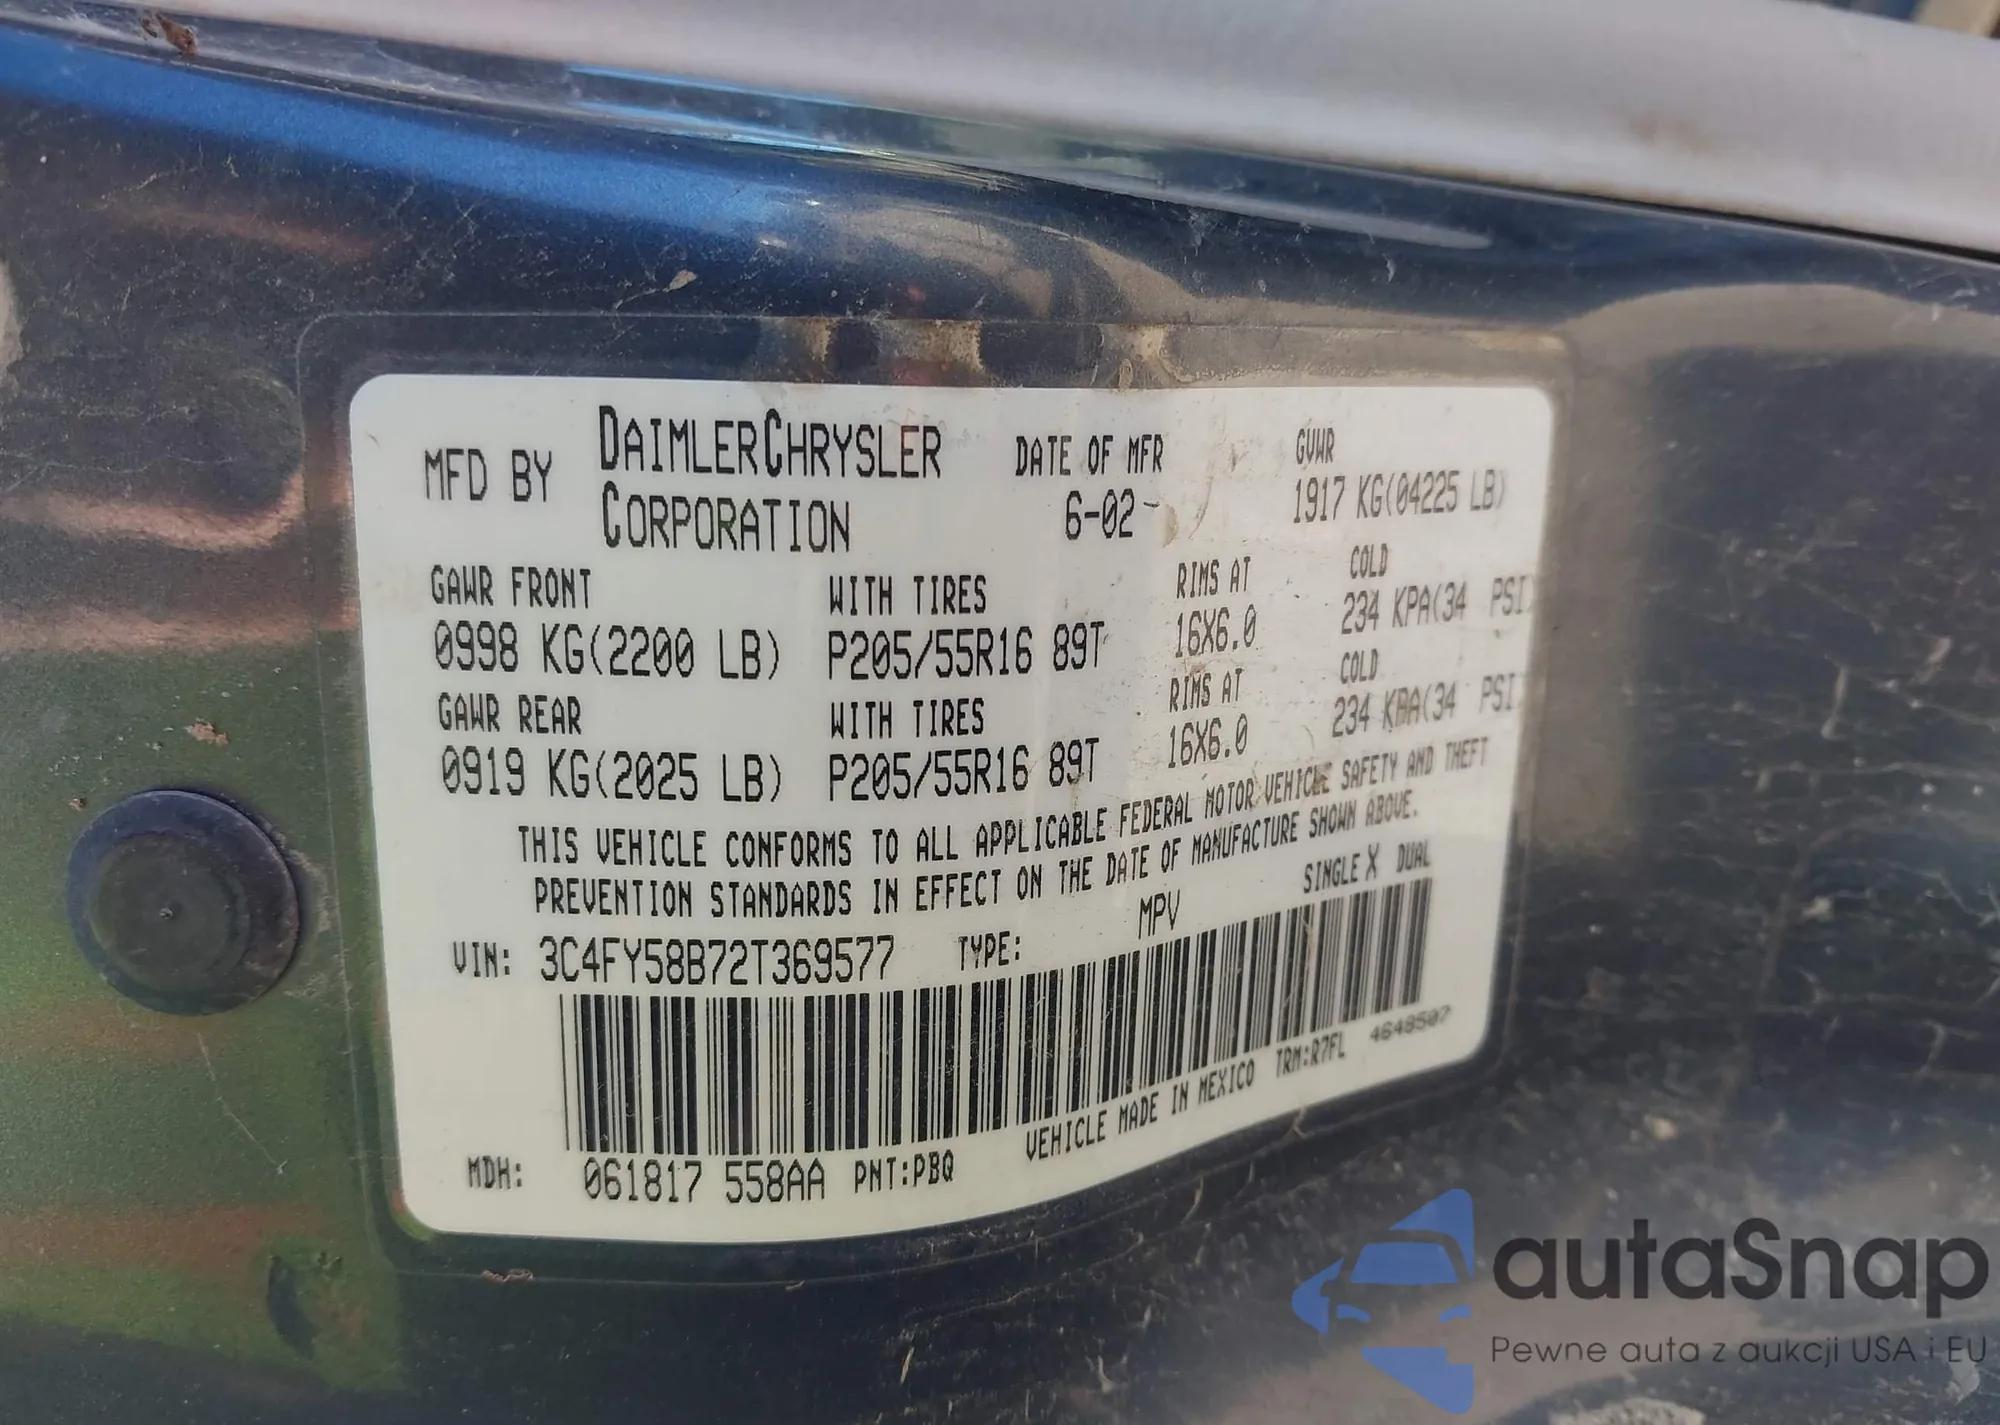 MFD BY DAIMLERCHRYSLER CORPORATION
DATE OF MFR 6-02
GVWR 1917 KG(04225 LB)
GAWR FRONT WITH TIRES RIMS AT COLD
0998 KG(2200 LB) P205/55R16 89T 16X6.0 234 KPA(34 PSI)
GAWR REAR WITH TIRES RIMS AT COLD
0919 KG(2025 LB) P205/55R16 89T 16X6.0 234 KPA(34 PSI)
THIS VEHICLE CONFORMS TO ALL APPLICABLE FEDERAL MOTOR VEHICLE SAFETY AND THEFT
PREVENTION STANDARDS IN EFFECT ON THE DATE OF MANUFACTURE SHOWN ABOVE.
VIN: 3C4FY58B72T369577 TYPE: MPV SINGLE X DUAL
MDH: 061817 558AA PNT:PBQ VEHICLE MADE IN MEXICO TRM:R7FL 4648507
autaSnap
Pewne auta z aukcji USA i EU